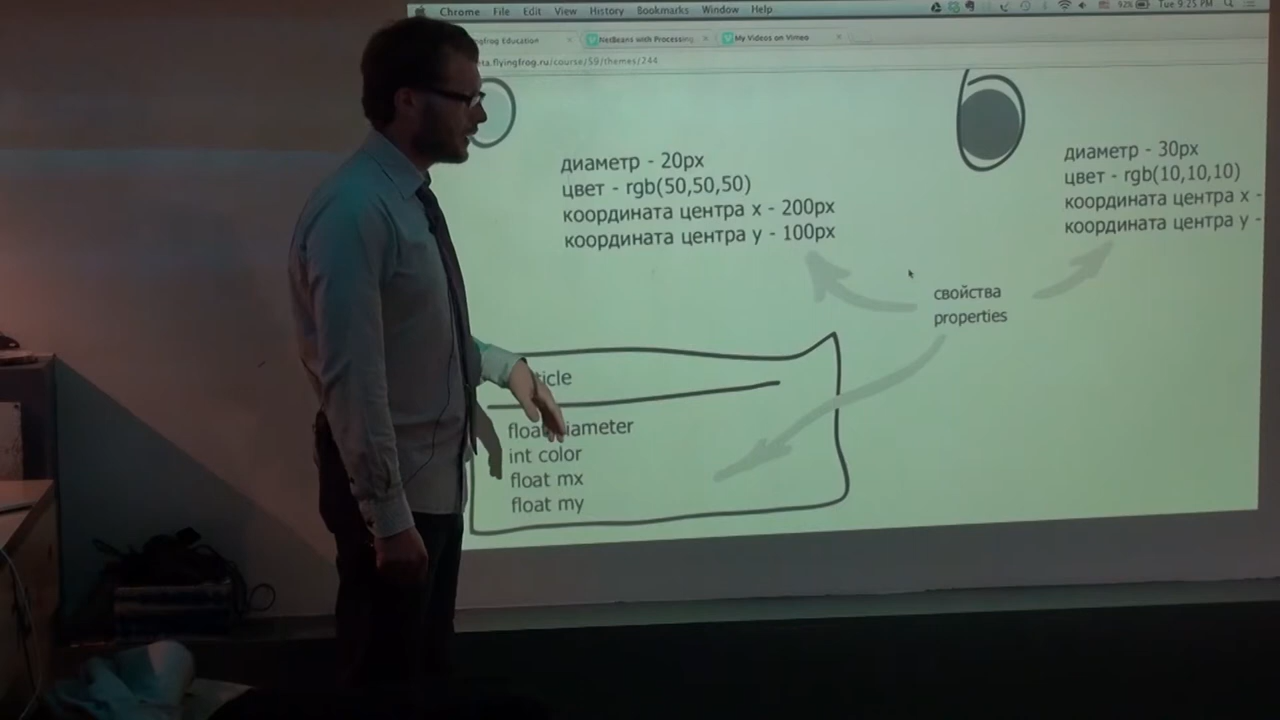 Chrome File Edit View History Bookmarks Window Help 92% Tue 9:25 PM
ngfrog Education NetBeans with Processing My Videos on Vimeo
ta.flyingfrog.ru/course/59/themes/244
диаметр - 20px
цвет - rgb(50,50,50)
координата центра x - 200px
координата центра y - 100px
диаметр - 30px
цвет - rgb(10,10,10)
координата центра x -
координата центра y -
свойства
properties
ticle
float diameter
int color
float mx
float my